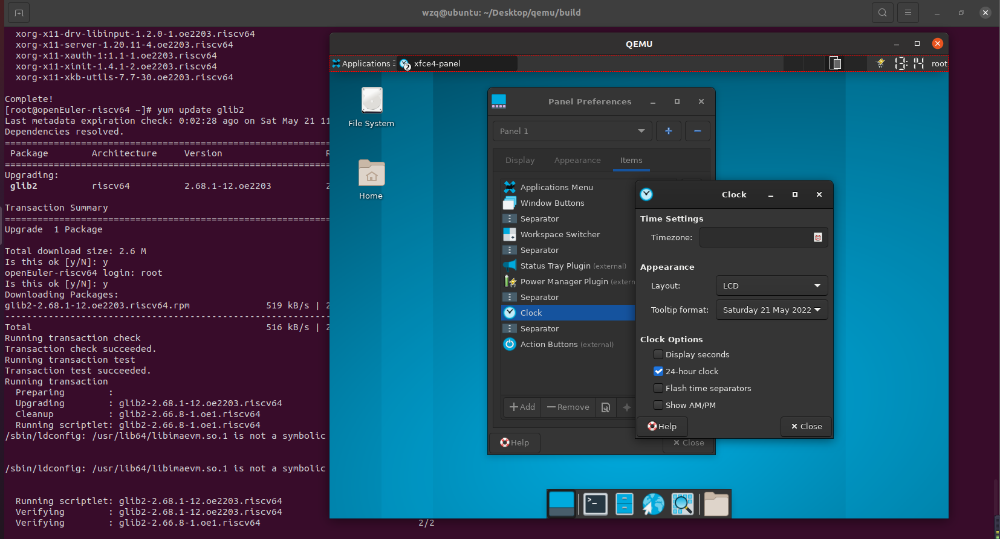 wzq@ubuntu: ~/Desktop/qemu/build
xorg-x11-drv-libinput-1.2.0-1.oe2203.riscv64
xorg-x11-server-1.20.11-4.oe2203.riscv64
xorg-x11-xauth-1:1.1-1.oe2203.riscv64
xorg-x11-xinit-1.4.1-2.oe2203.riscv64
xorg-x11-xkb-utils-7.7-30.oe2203.riscv64
Complete!
[root@openEuler-riscv64 ~]# yum update glib2
Last metadata expiration check: 0:02:28 ago on Sat May 21 11
Dependencies resolved.
================================================================
Package Architecture Version R
================================================================
Upgrading:
glib2 riscv64 2.68.1-12.oe2203 2
Transaction Summary
================================================================
Upgrade 1 Package
Total download size: 2.6 M
Is this ok [y/N]: y
openEuler-riscv64 login: root
Is this ok [y/N]: y
Downloading Packages:
glib2-2.68.1-12.oe2203.riscv64.rpm 519 kB/s | 2
----------------------------------------------------------------
Total 516 kB/s | 2
Running transaction check
Transaction check succeeded.
Running transaction test
Transaction test succeeded.
Running transaction
Preparing :
Upgrading : glib2-2.68.1-12.oe2203.riscv64
Cleanup : glib2-2.66.8-1.oe1.riscv64
Running scriptlet: glib2-2.66.8-1.oe1.riscv64
/sbin/ldconfig: /usr/lib64/libimaevm.so.1 is not a symbolic
/sbin/ldconfig: /usr/lib64/libimaevm.so.1 is not a symbolic
Running scriptlet: glib2-2.68.1-12.oe2203.riscv64
Verifying : glib2-2.68.1-12.oe2203.riscv64
Verifying : glib2-2.66.8-1.oe1.riscv64 2/2
QEMU
Applications
2 xfce4-panel
13:14
root
File System
Home
Panel Preferences
Panel 1
Display Appearance Items
Applications Menu
Window Buttons
Separator
Workspace Switcher
Separator
Status Tray Plugin (external)
Power Manager Plugin (extern
Separator
Clock
Separator
Action Buttons (external)
Add Remove
Help Close
Clock
Time Settings
Timezone:
Appearance
Layout: LCD
Tooltip format: Saturday 21 May 2022
Clock Options
Display seconds
24-hour clock
Flash time separators
Show AM/PM
Help Close